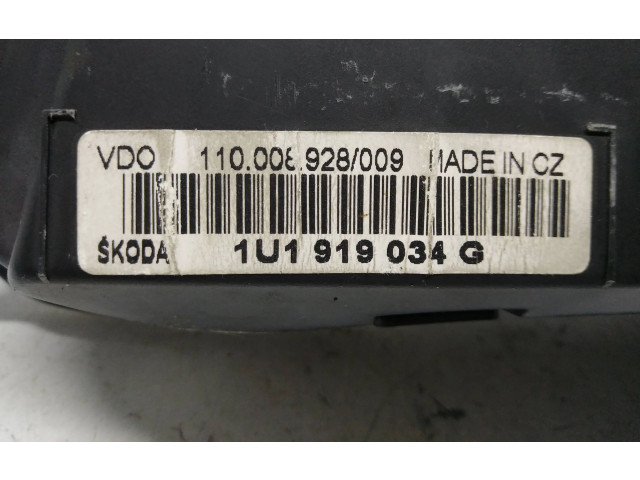 VDO 110.008.928/009 MADE IN CZ
ŠKODA 1U1 919 034 G